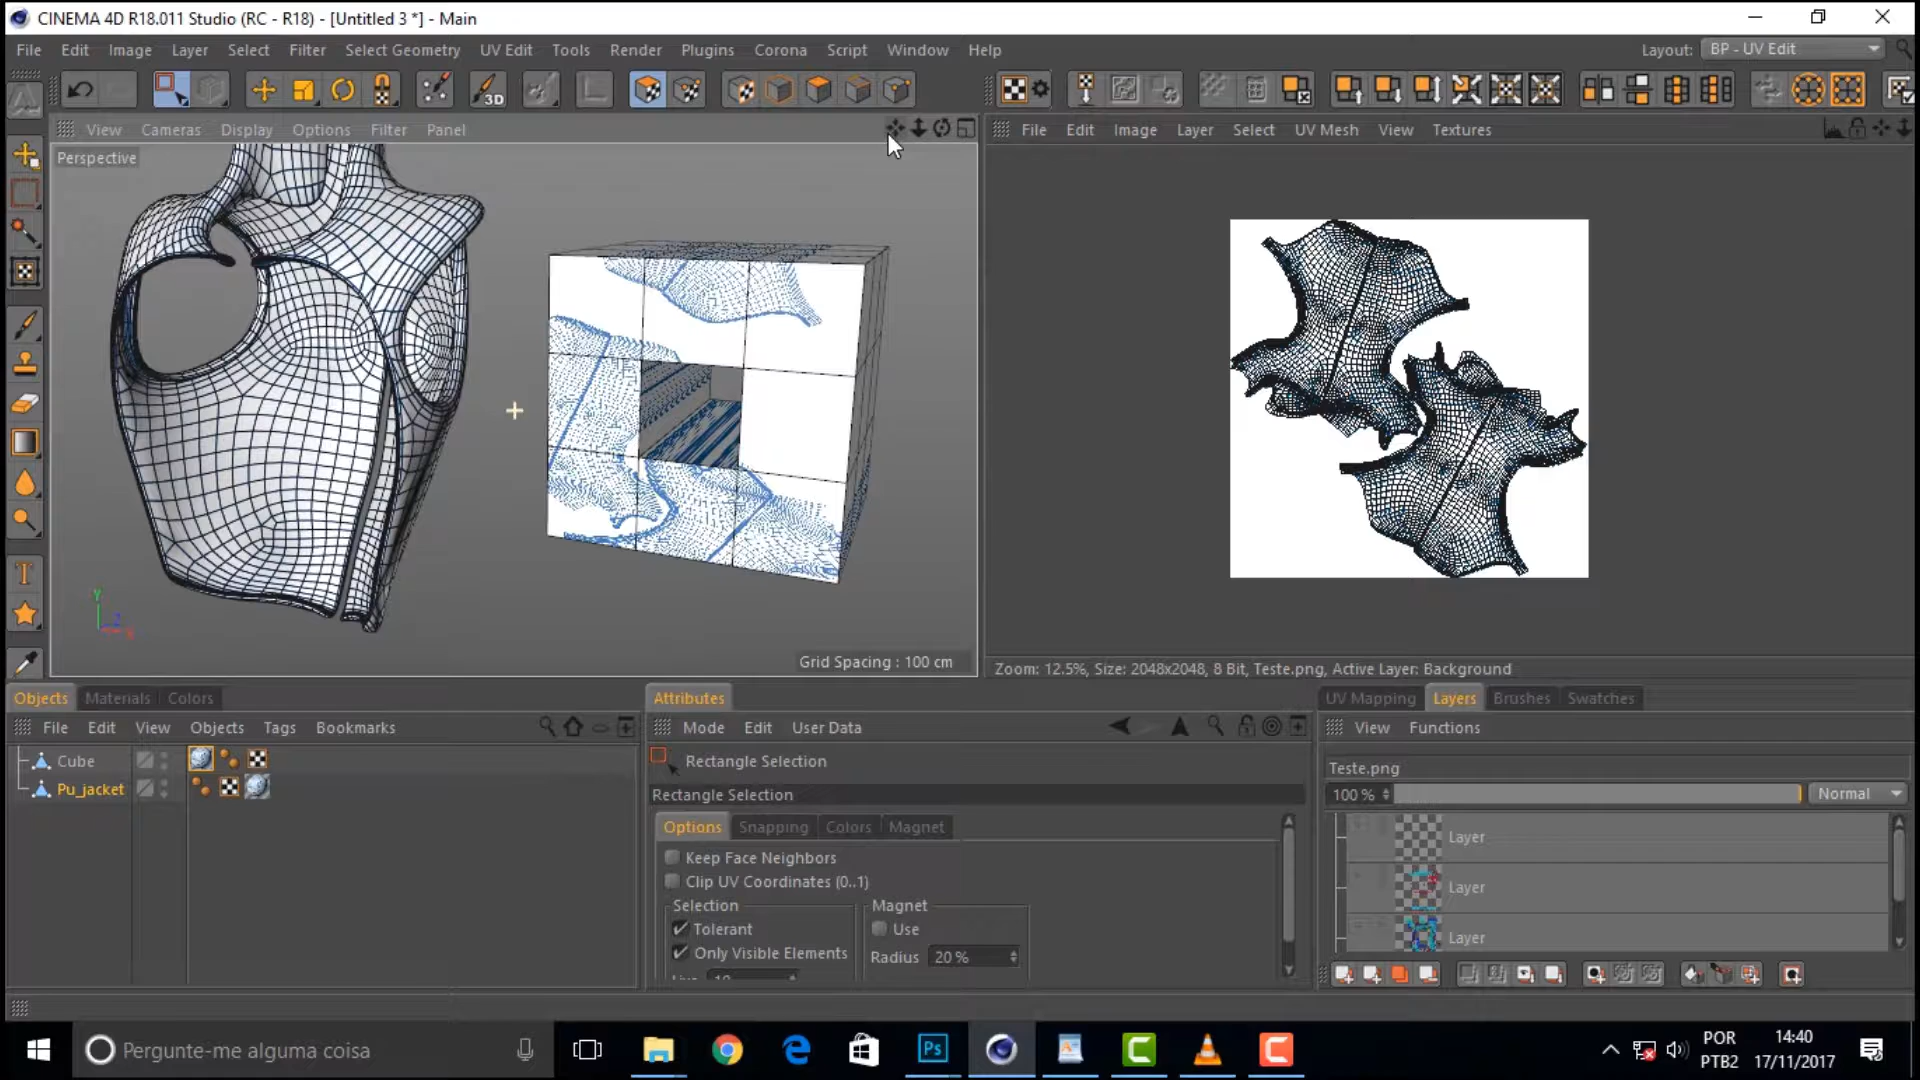 CINEMA 4D R18.011 Studio (RC - R18) - [Untitled 3 *] - Main
File Edit Image Layer Select Filter Select Geometry UV Edit Tools Render Plugins Corona Script Window Help Layout: BP - UV Edit
3D
View Cameras Display Options Filter Panel
File Edit Image Layer Select UV Mesh View Textures
Perspective
Y
Z
X
Grid Spacing : 100 cm
Zoom: 12.5%, Size: 2048x2048, 8 Bit, Teste.png, Active Layer: Background
Objects Materials Colors
Attributes
UV Mapping Layers Brushes Swatches
File Edit View Objects Tags Bookmarks
Mode Edit User Data
View Functions
Cube
Pu_jacket
Rectangle Selection
Rectangle Selection
Options Snapping Colors Magnet
Keep Face Neighbors
Clip UV Coordinates (0..1)
Selection
Tolerant
Only Visible Elements
Magnet
Use
Radius 20 %
Teste.png
100 % Normal
Layer
Layer
Layer
Pergunte-me alguma coisa
Ps
POR
PTB2
14:40
17/11/2017